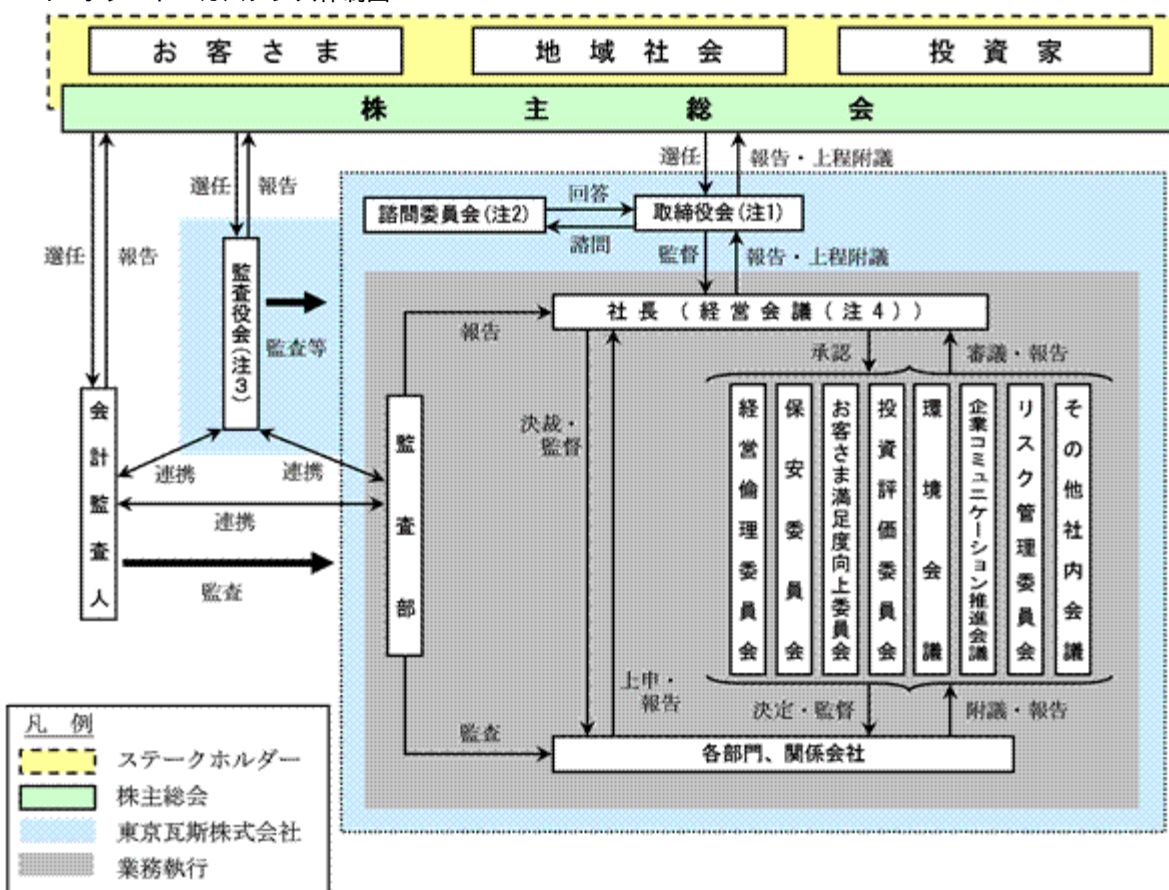 お客さま
地域社会
投資家
株主総会
選任
報告・上程附議
選任
報告
回答
諮問委員会(注2)
取締役会(注1)
諮問
選任
報告
監督
報告・上程附議
監査役会(注3)
監査等
社長(経営会議(注4))
報告
承認
審議・報告
会計監査人
監査部
決裁・
監督
経営倫理委員会
保安委員会
お客さま満足度向上委員会
投資評価委員会
環境会議
企業コミュニケーション推進会議
リスク管理委員会
その他社内会議
連携
連携
連携
監査
上申・
報告
決定・監督
附議・報告
監査
各部門、関係会社
凡例
ステークホルダー
株主総会
東京瓦斯株式会社
業務執行